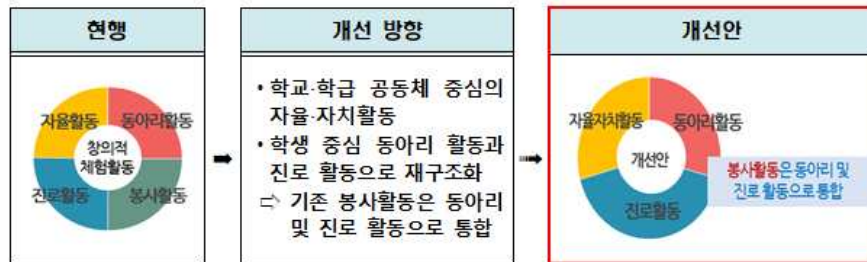 현행
자율활동
동아리활동
창의적
체험활동
진로활동
봉사활동
개선 방향
• 학교·학급 공동체 중심의
자율·자치활동
• 학생 중심 동아리 활동과
진로 활동으로 재구조화
⇨ 기존 봉사활동은 동아리
및 진로 활동으로 통합
개선안
자율자치활동
동아리활동
개선안
진로활동
봉사활동은 동아리 및
진로 활동으로 통합